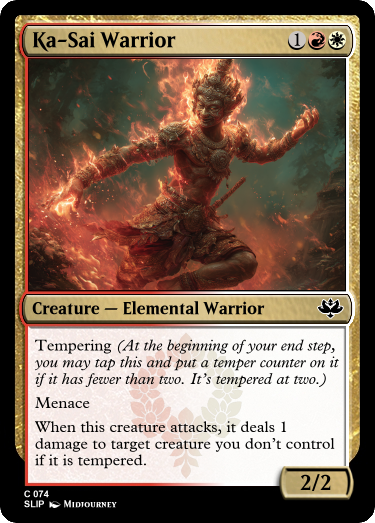 Ka-Sai Warrior 1
Creature — Elemental Warrior
Tempering (At the beginning of your end step,
you may tap this and put a temper counter on it
if it has fewer than two. It's tempered at two.)
Menace
When this creature attacks, it deals 1
damage to target creature you don't control
if it is tempered.
2/2
C 074
SLIP Midjourney